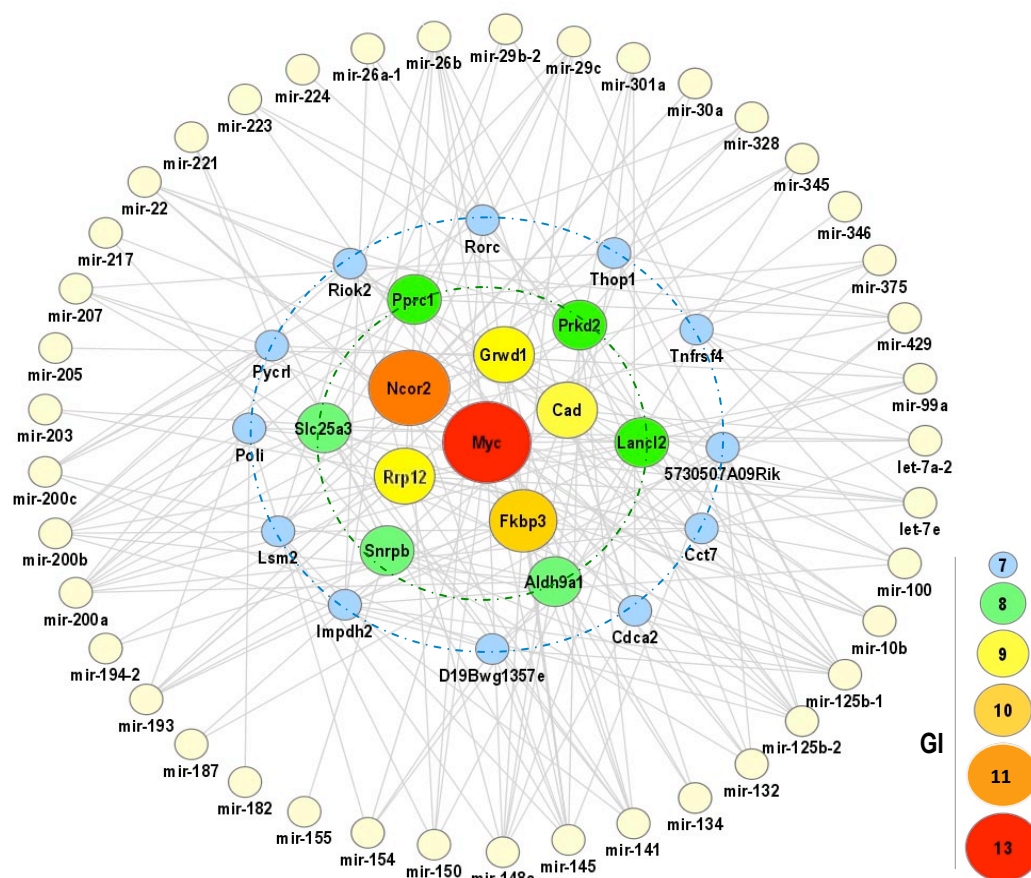 mir-29b-2
mir-26b
mir-29c
mir-26a-1
mir-301a
mir-224
mir-30a
mir-223
mir-328
mir-221
mir-345
mir-22
mir-346
mir-217
mir-375
mir-207
mir-429
mir-205
mir-99a
mir-203
let-7a-2
mir-200c
let-7e
mir-200b
mir-100
mir-200a
mir-10b
mir-194-2
mir-125b-1
mir-193
mir-125b-2
mir-187
mir-132
mir-182
mir-134
mir-155
mir-141
mir-154
mir-145
mir-150
Rorc
Thop1
Riok2
Tnfrsf4
Pycrl
5730507A09Rik
Poli
Cct7
Lsm2
Cdca2
Impdh2
D19Bwg1357e
Pprc1
Prkd2
Slc25a3
Lancl2
Snrpb
Aldh9a1
Grwd1
Ncor2
Cad
Myc
Rrp12
Fkbp3
GI
7
8
9
10
11
13